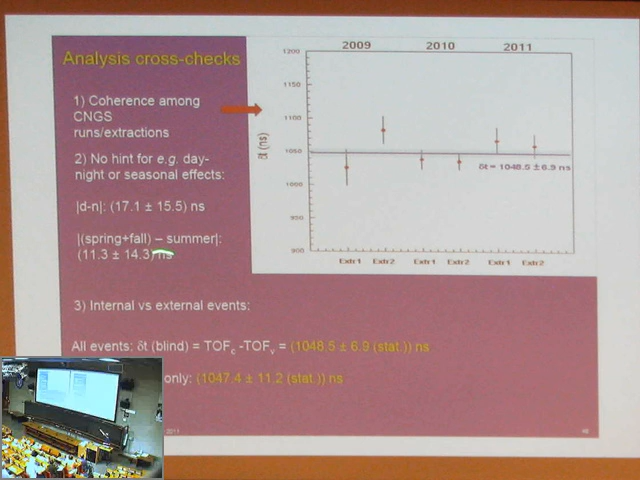 Analysis cross-checks
1) Coherence among
CNGS
runs/extractions
2) No hint for e.g. day-
night or seasonal effects:
|d-n|: (17.1 ± 15.5) ns
|(spring+fall) – summer|:
(11.3 ± 14.3) ns
2009 2010 2011
δt (ns)
1200
1150
1100
1050
1000
950
900
δt = 1048.5 ± 6.9 ns
Extr1 Extr2 Extr1 Extr2 Extr1 Extr2
3) Internal vs external events:
All events: δt (blind) = TOFc -TOFν = (1048.5 ± 6.9 (stat.)) ns
only: (1047.4 ± 11.2 (stat.)) ns